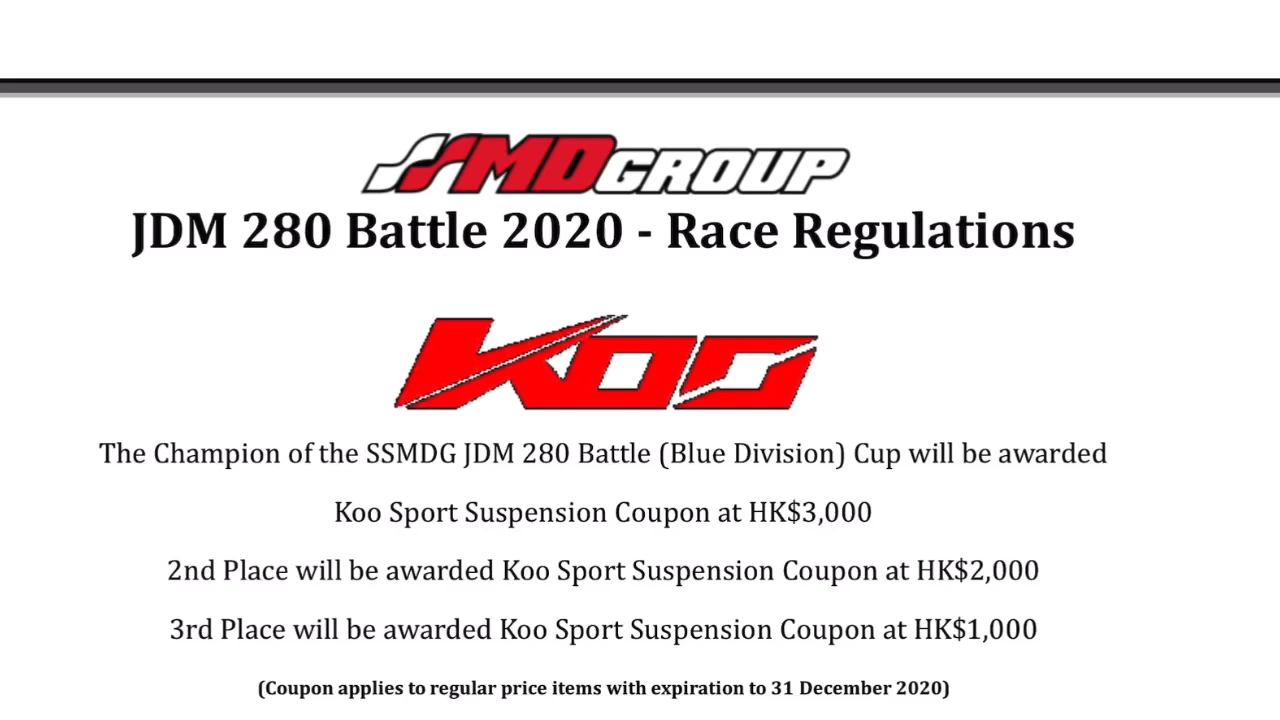 SSMDGROUP
JDM 280 Battle 2020 - Race Regulations
Koo
The Champion of the SSMDG JDM 280 Battle (Blue Division) Cup will be awarded
Koo Sport Suspension Coupon at HK$3,000
2nd Place will be awarded Koo Sport Suspension Coupon at HK$2,000
3rd Place will be awarded Koo Sport Suspension Coupon at HK$1,000
(Coupon applies to regular price items with expiration to 31 December 2020)